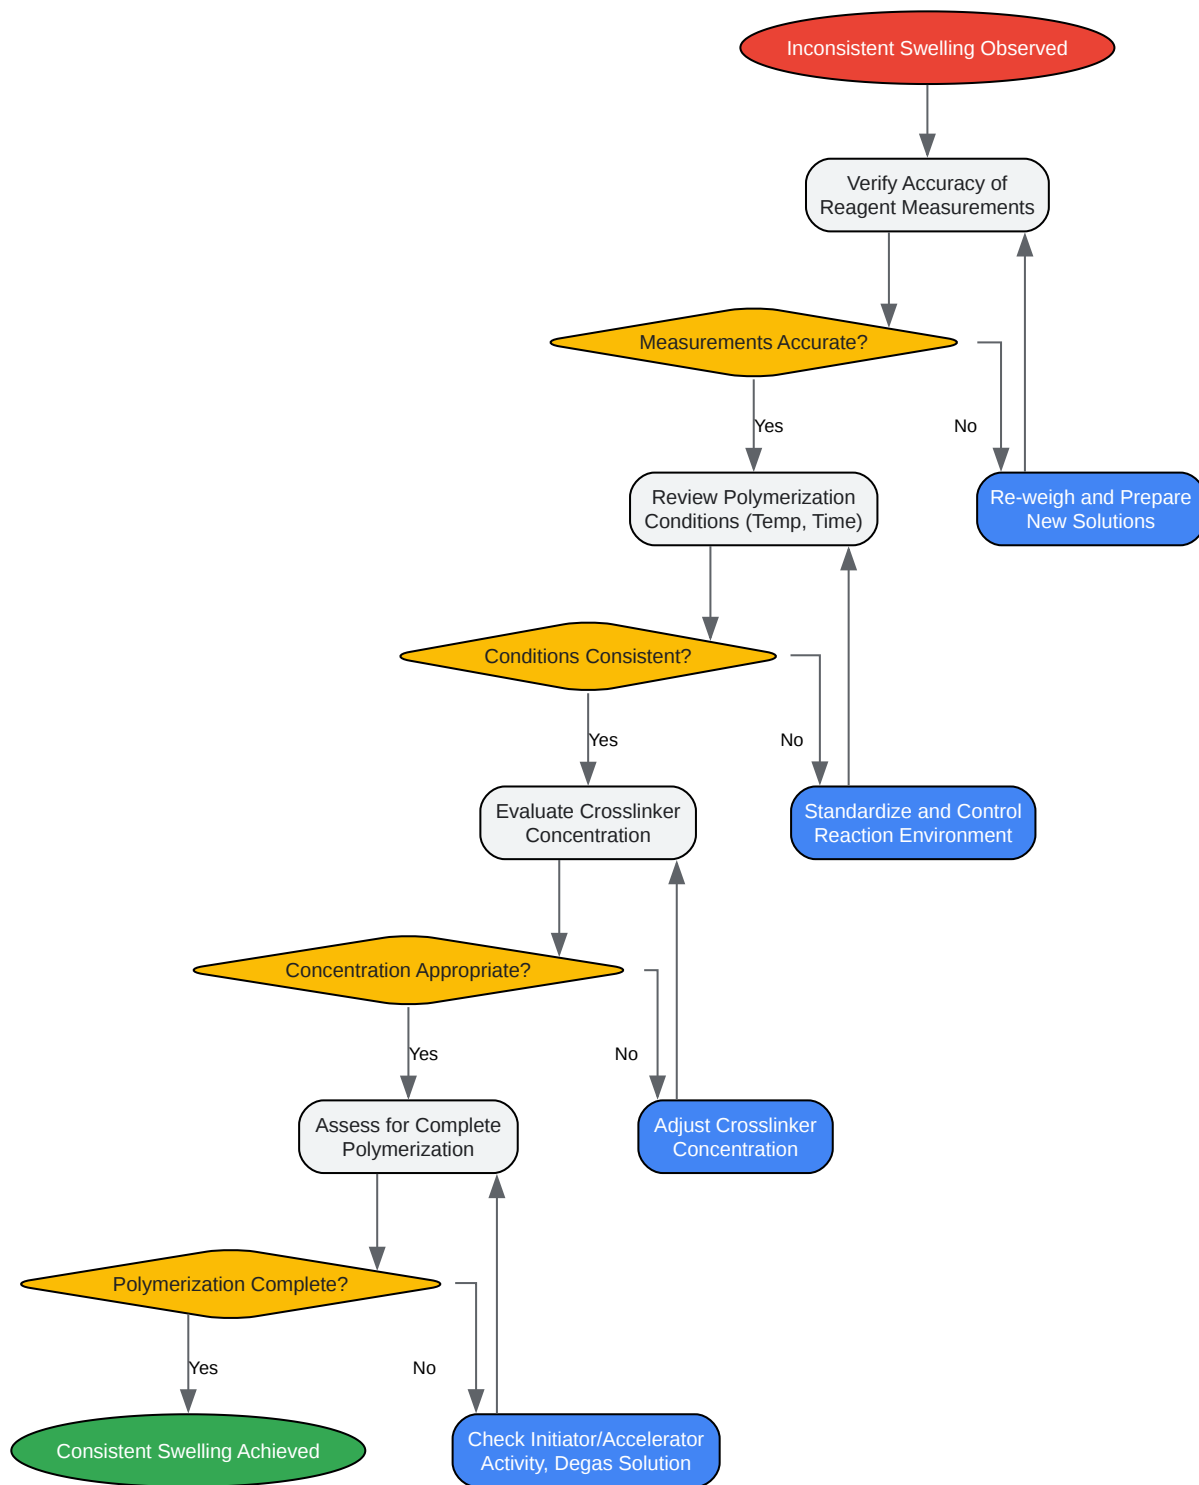 Inconsistent Swelling Observed
Verify Accuracy of
Reagent Measurements
Measurements Accurate?
Yes
No
Review Polymerization
Conditions (Temp, Time)
Re-weigh and Prepare
New Solutions
Conditions Consistent?
Yes
No
Evaluate Crosslinker
Concentration
Standardize and Control
Reaction Environment
Concentration Appropriate?
Yes
No
Assess for Complete
Polymerization
Adjust Crosslinker
Concentration
Polymerization Complete?
Yes
No
Consistent Swelling Achieved
Check Initiator/Accelerator
Activity, Degas Solution